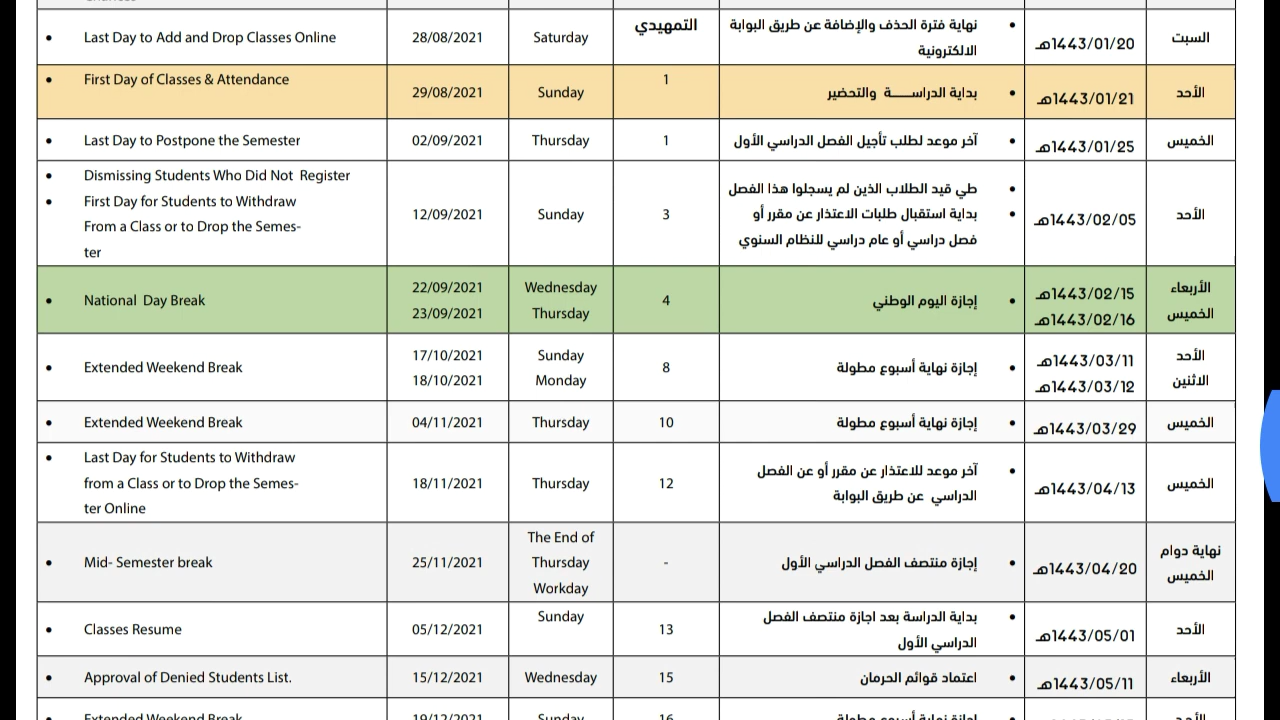 • Last Day to Add and Drop Classes Online 28/08/2021 Saturday التمهيدي • نهاية فترة الحذف والإضافة عن طريق البوابة الالكترونية 1443/01/20هـ السبت
• First Day of Classes & Attendance 29/08/2021 Sunday 1 • بداية الدراســـــة والتحضير 1443/01/21هـ الأحد
• Last Day to Postpone the Semester 02/09/2021 Thursday 1 • آخر موعد لطلب تأجيل الفصل الدراسي الأول 1443/01/25هـ الخميس
• Dismissing Students Who Did Not Register
• First Day for Students to Withdraw
From a Class or to Drop the Semes-
ter
12/09/2021 Sunday 3
• طي قيد الطلاب الذين لم يسجلوا هذا الفصل
• بداية استقبال طلبات الاعتذار عن مقرر أو
فصل دراسي أو عام دراسي للنظام السنوي
1443/02/05هـ الأحد
• National Day Break
22/09/2021 Wednesday
23/09/2021 Thursday
4
• إجازة اليوم الوطني
1443/02/15هـ الأربعاء
1443/02/16هـ الخميس
• Extended Weekend Break
17/10/2021 Sunday
18/10/2021 Monday
8
• إجازة نهاية أسبوع مطولة
1443/03/11هـ الأحد
1443/03/12هـ الاثنين
• Extended Weekend Break 04/11/2021 Thursday 10 • إجازة نهاية أسبوع مطولة 1443/03/29هـ الخميس
• Last Day for Students to Withdraw
from a Class or to Drop the Semes-
ter Online
18/11/2021 Thursday 12
• آخر موعد للاعتذار عن مقرر أو عن الفصل
الدراسي عن طريق البوابة
1443/04/13هـ الخميس
• Mid- Semester break
25/11/2021
The End of
Thursday
Workday
-
• إجازة منتصف الفصل الدراسي الأول
1443/04/20هـ
نهاية دوام
الخميس
• Classes Resume 05/12/2021 Sunday 13
• بداية الدراسة بعد اجازة منتصف الفصل
الدراسي الأول
1443/05/01هـ الأحد
• Approval of Denied Students List. 15/12/2021 Wednesday 15 • اعتماد قوائم الحرمان 1443/05/11هـ الأربعاء
Extended Weekend Break 19/12/2021 Sunday 16 إجازة نهاية أسبوع مطولة الأحد